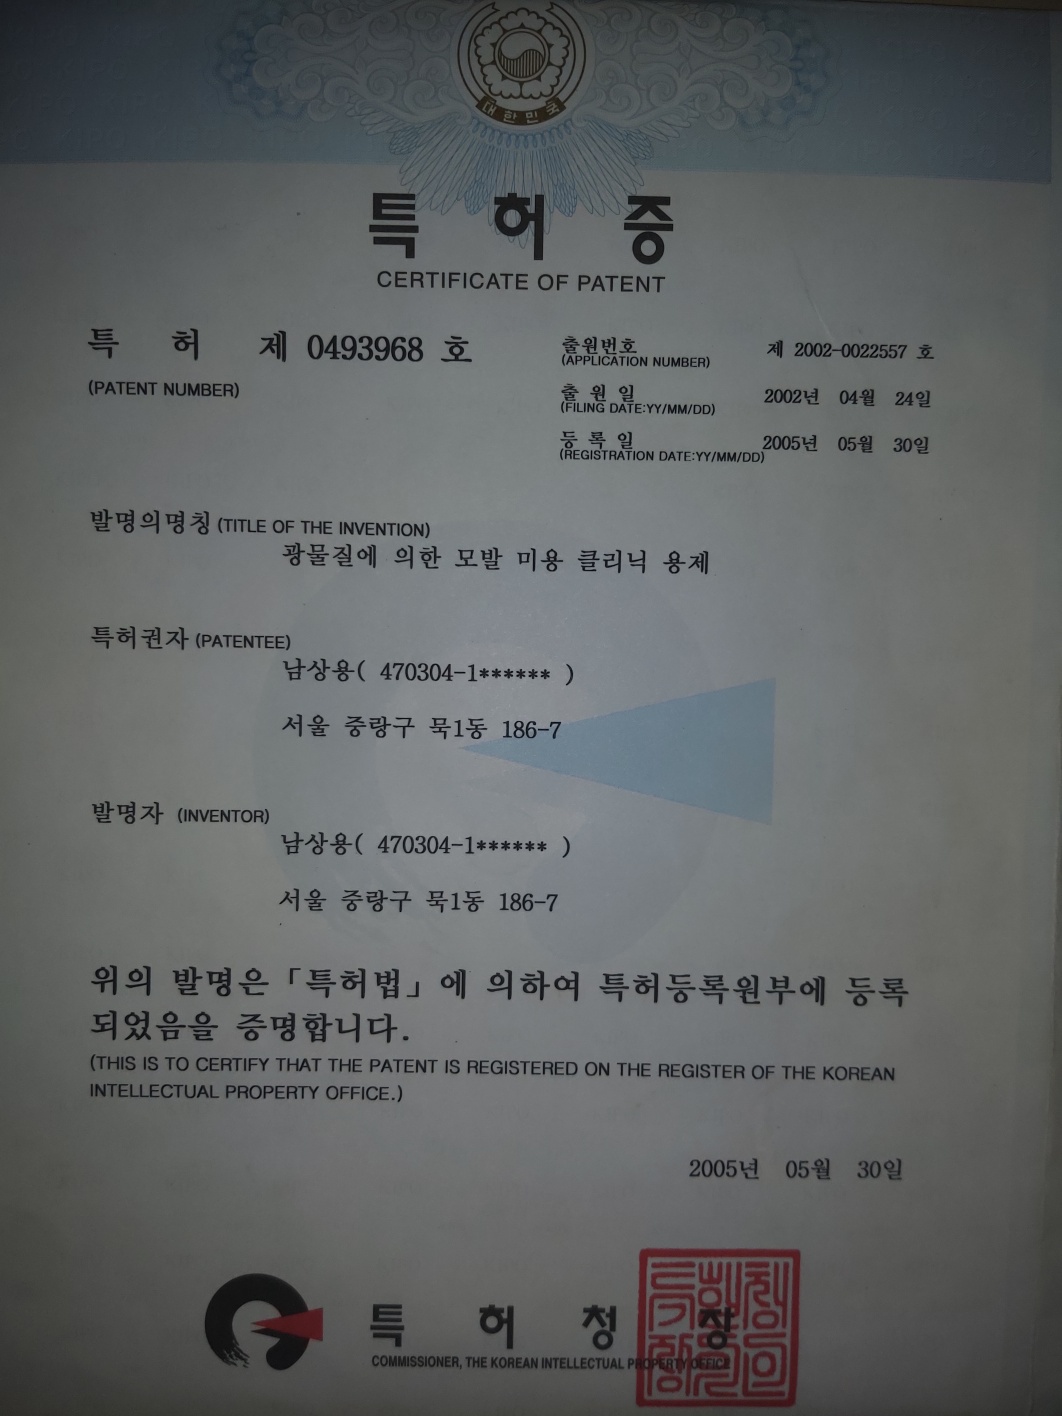 대한민국
특허증
CERTIFICATE OF PATENT
특 허 제 0493968 호
(PATENT NUMBER)
출원번호 제 2002-0022557 호
(APPLICATION NUMBER)
출 원 일 2002년 04월 24일
(FILING DATE:YY/MM/DD)
등 록 일 2005년 05월 30일
(REGISTRATION DATE:YY/MM/DD)
발명의명칭 (TITLE OF THE INVENTION)
광물질에 의한 모발 미용 클리닉 용제
특허권자 (PATENTEE)
남상용( 470304-1****** )
서울 중랑구 묵1동 186-7
발명자 (INVENTOR)
남상용( 470304-1****** )
서울 중랑구 묵1동 186-7
위의 발명은 「특허법」에 의하여 특허등록원부에 등록
되었음을 증명합니다.
(THIS IS TO CERTIFY THAT THE PATENT IS REGISTERED ON THE REGISTER OF THE KOREAN
INTELLECTUAL PROPERTY OFFICE.)
2005년 05월 30일
특 허 청 장
COMMISSIONER, THE KOREAN INTELLECTUAL PROPERTY OFFICE